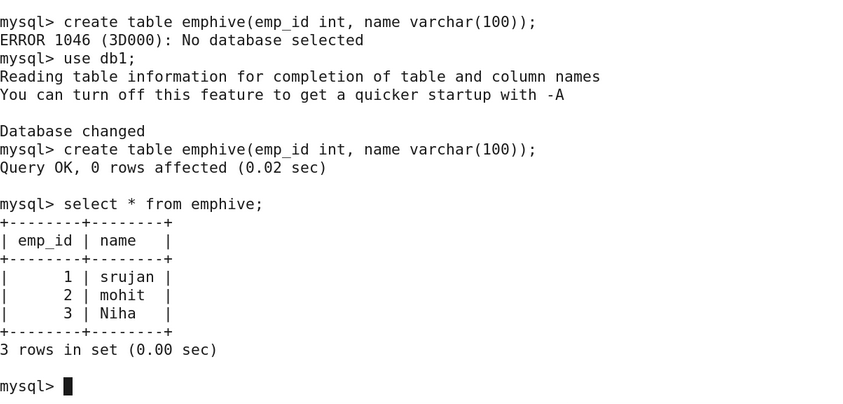 mysql> create table emphive(emp_id int, name varchar(100));
ERROR 1046 (3D000): No database selected
mysql> use db1;
Reading table information for completion of table and column names
You can turn off this feature to get a quicker startup with -A

Database changed
mysql> create table emphive(emp_id int, name varchar(100));
Query OK, 0 rows affected (0.02 sec)

mysql> select * from emphive;
+--------+--------+
| emp_id | name   |
+--------+--------+
|      1 | srujan |
|      2 | mohit  |
|      3 | Niha   |
+--------+--------+
3 rows in set (0.00 sec)

mysql>